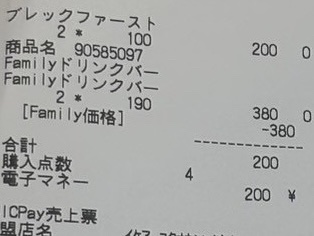 ブレックファースト
2 * 100 200 0
商品名 90585097
Familyドリンクバー
Familyドリンクバー
2 * 190 380 0
[Family価格] -380
合計 200
購入点数 4
電子マネー 200 ¥
ICPay売上票
盟店名